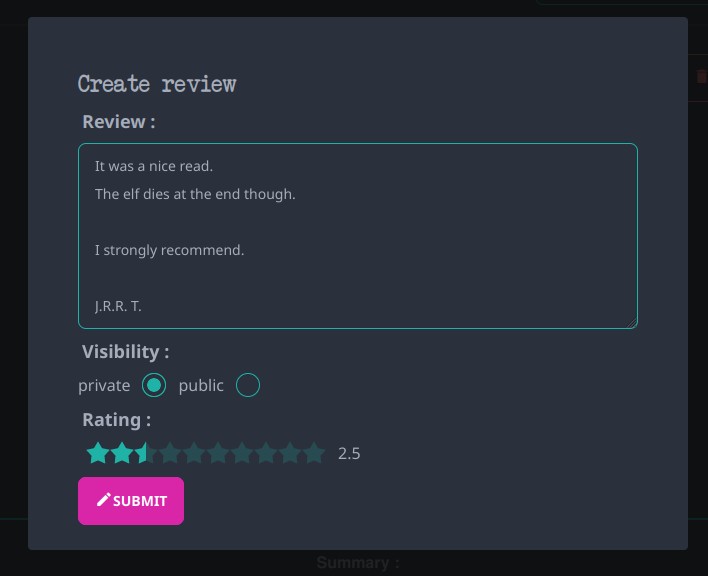 Create review
Review :
It was a nice read.
The elf dies at the end though.
I strongly recommend.
J.R.R. T.
Visibility :
private public
Rating :
2.5
SUBMIT
Summary :